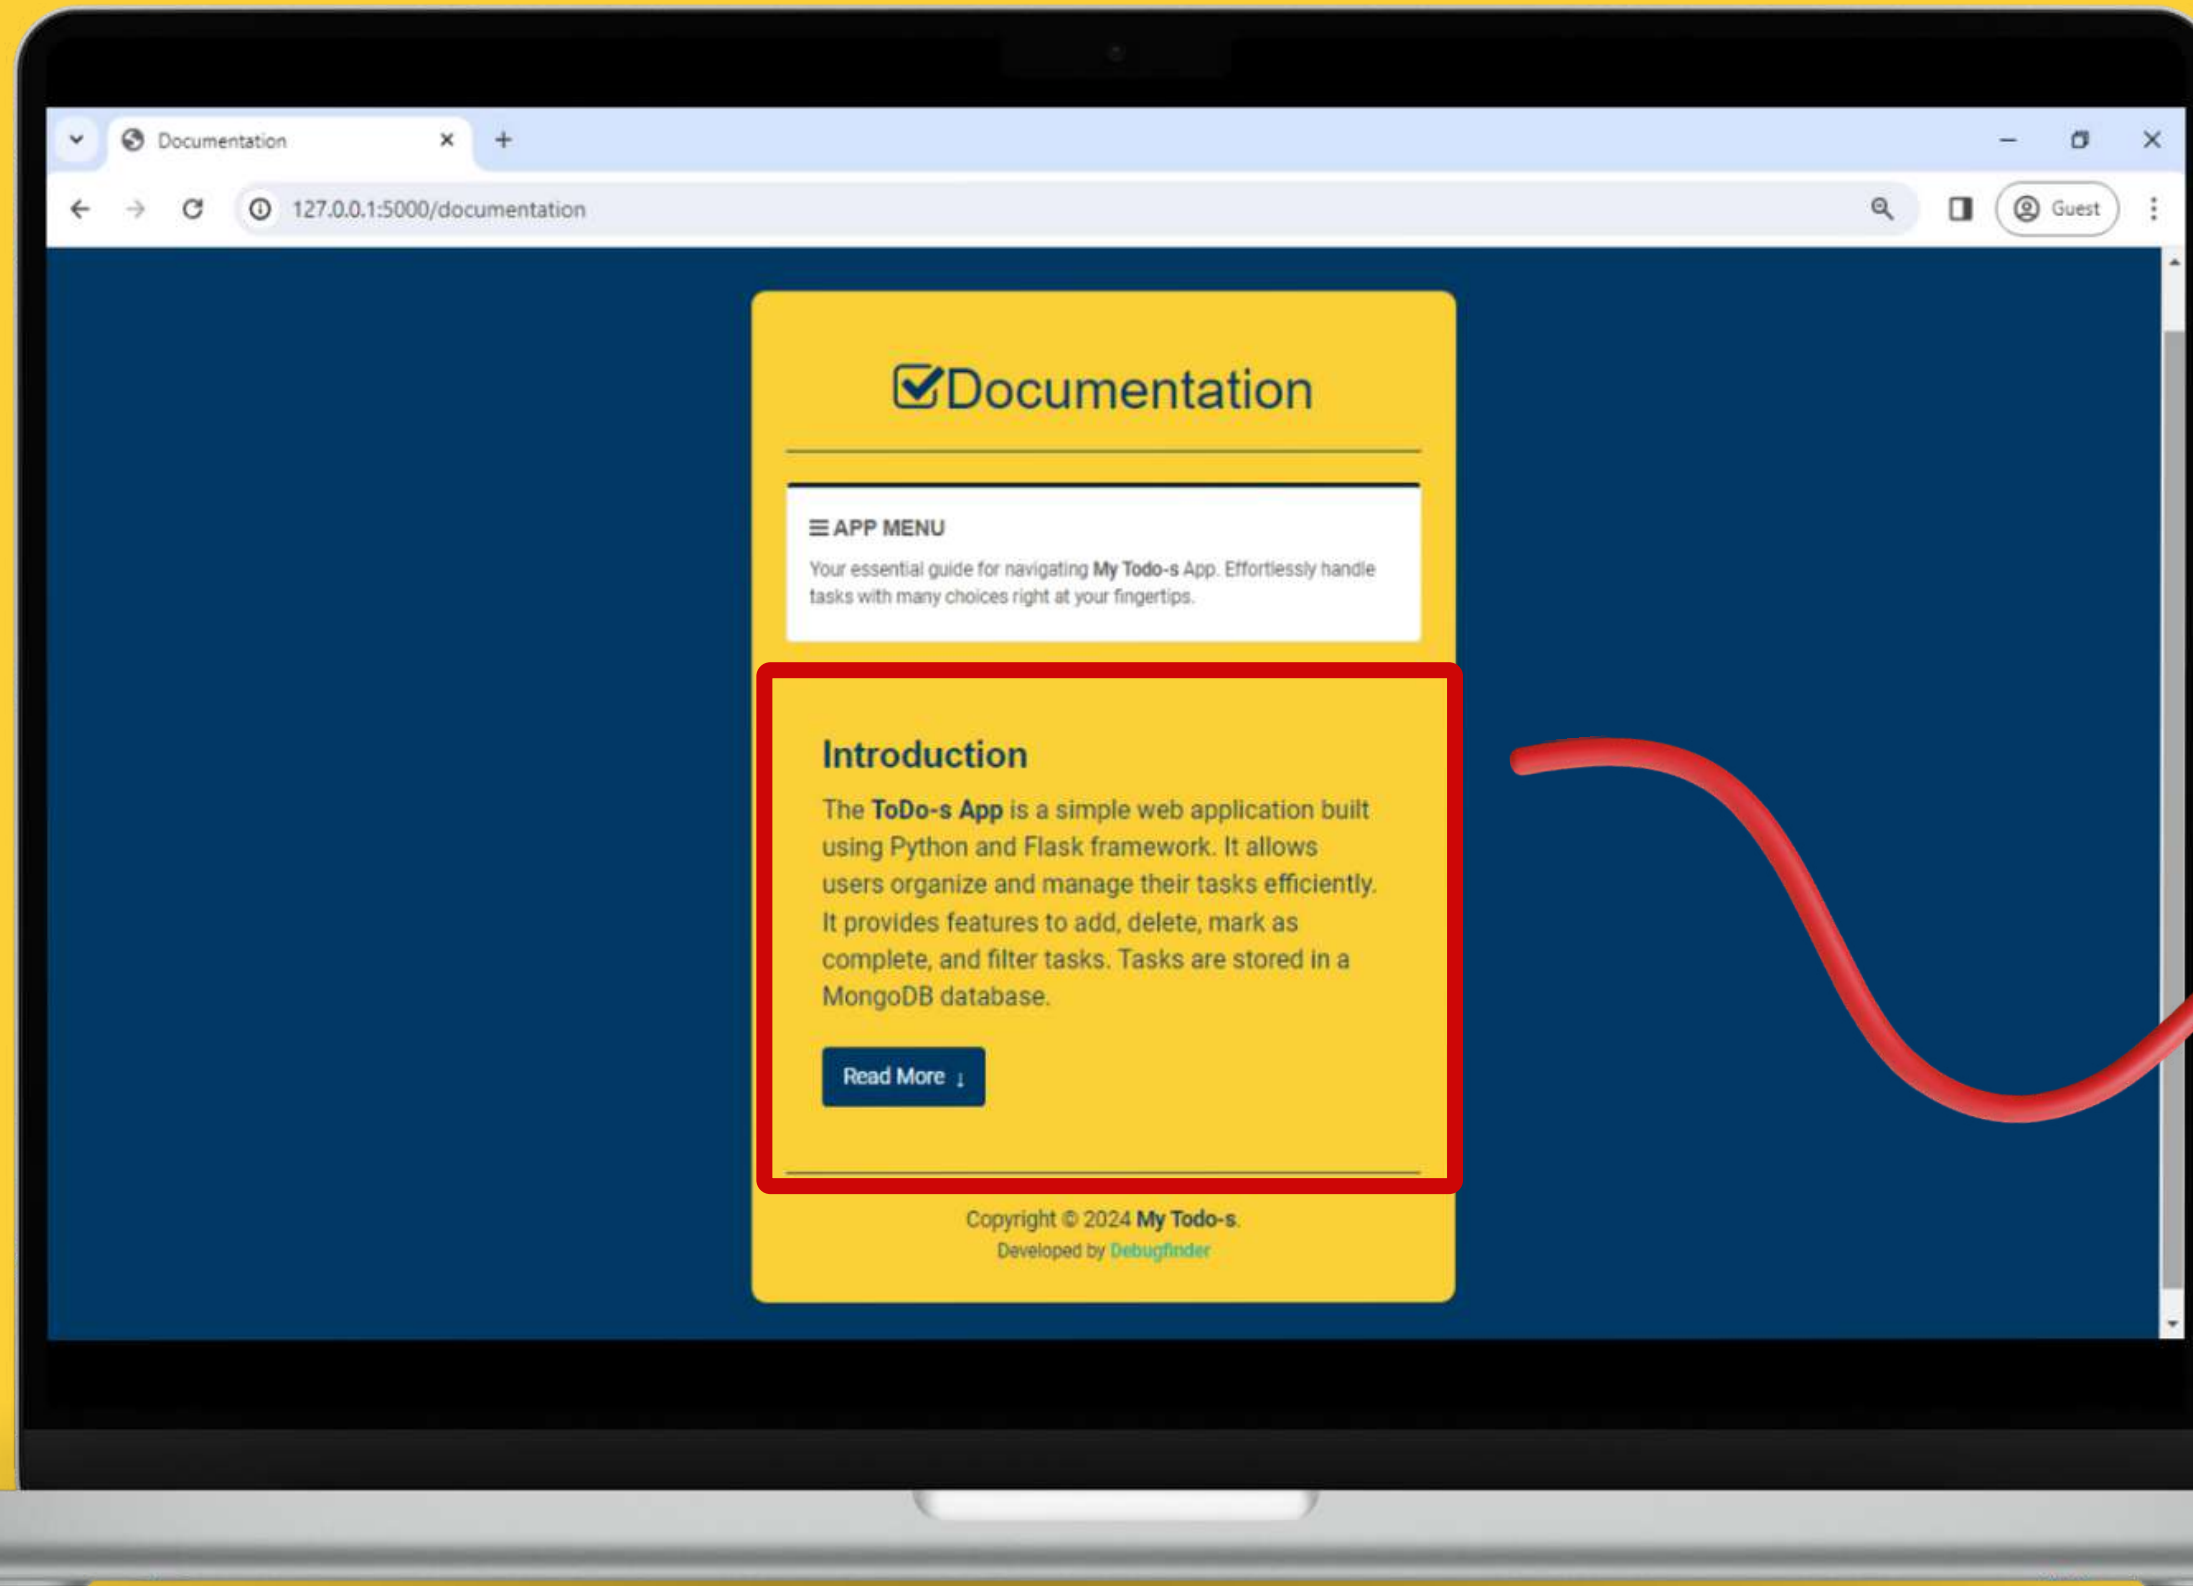 Documentation
127.0.0.1:5000/documentation
Guest
Documentation
APP MENU
Your essential guide for navigating My Todo-s App. Effortlessly handle
tasks with many choices right at your fingertips.
Introduction
The ToDo-s App is a simple web application built
using Python and Flask framework. It allows
users organize and manage their tasks efficiently.
It provides features to add, delete, mark as
complete, and filter tasks. Tasks are stored in a
MongoDB database.
Read More ↓
Copyright © 2024 My Todo-s.
Developed by Debugfinder